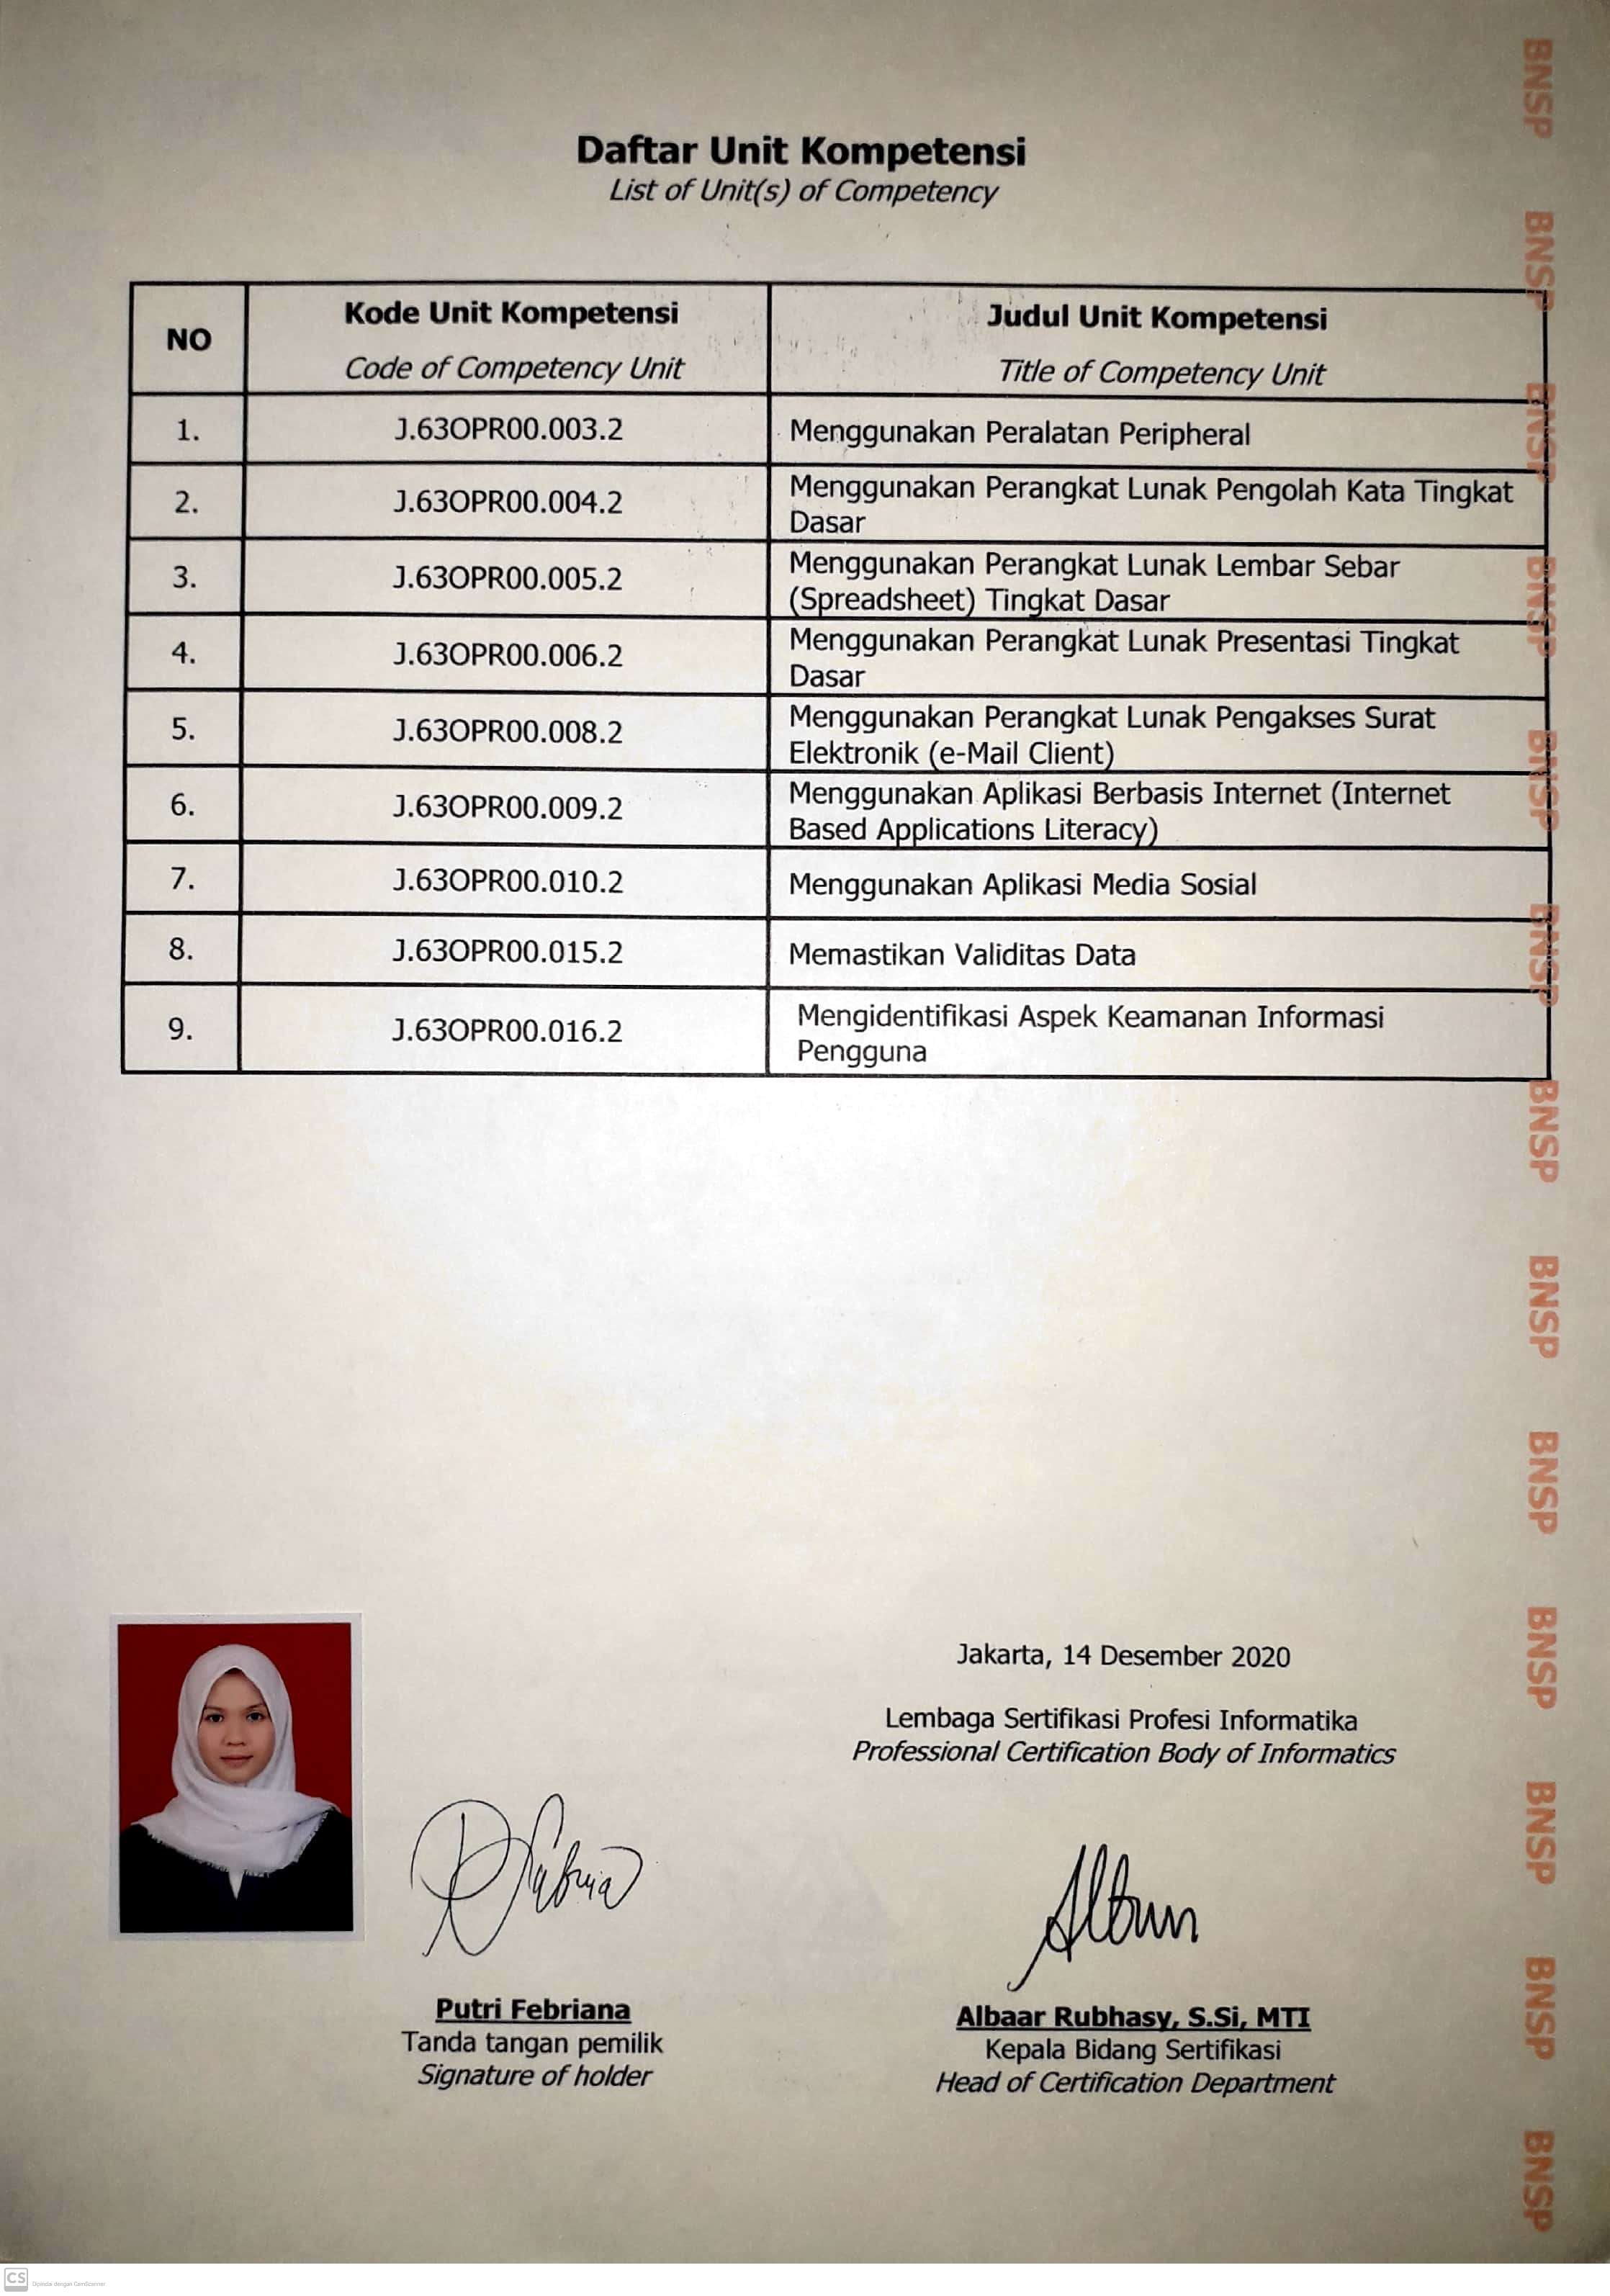 Daftar Unit Kompetensi
List of Unit(s) of Competency
NO
Kode Unit Kompetensi
Code of Competency Unit
Judul Unit Kompetensi
Title of Competency Unit
1. J.63OPR00.003.2 Menggunakan Peralatan Peripheral
2. J.63OPR00.004.2 Menggunakan Perangkat Lunak Pengolah Kata Tingkat
Dasar
3. J.63OPR00.005.2 Menggunakan Perangkat Lunak Lembar Sebar
(Spreadsheet) Tingkat Dasar
4. J.63OPR00.006.2 Menggunakan Perangkat Lunak Presentasi Tingkat
Dasar
5. J.63OPR00.008.2 Menggunakan Perangkat Lunak Pengakses Surat
Elektronik (e-Mail Client)
6. J.63OPR00.009.2 Menggunakan Aplikasi Berbasis Internet (Internet
Based Applications Literacy)
7. J.63OPR00.010.2 Menggunakan Aplikasi Media Sosial
8. J.63OPR00.015.2 Memastikan Validitas Data
9. J.63OPR00.016.2 Mengidentifikasi Aspek Keamanan Informasi
Pengguna
Jakarta, 14 Desember 2020
Lembaga Sertifikasi Profesi Informatika
Professional Certification Body of Informatics
Putri Febriana
Tanda tangan pemilik
Signature of holder
Albaar Rubhasy, S.Si, MTI
Kepala Bidang Sertifikasi
Head of Certification Department
BNSP
BNSP
BNSP
BNSP
BNSP
BNSP
BNSP
BNSP
BNSP
BNSP
BNSP
BNSP
BNSP
CS
Dipindai dengan CamScanner